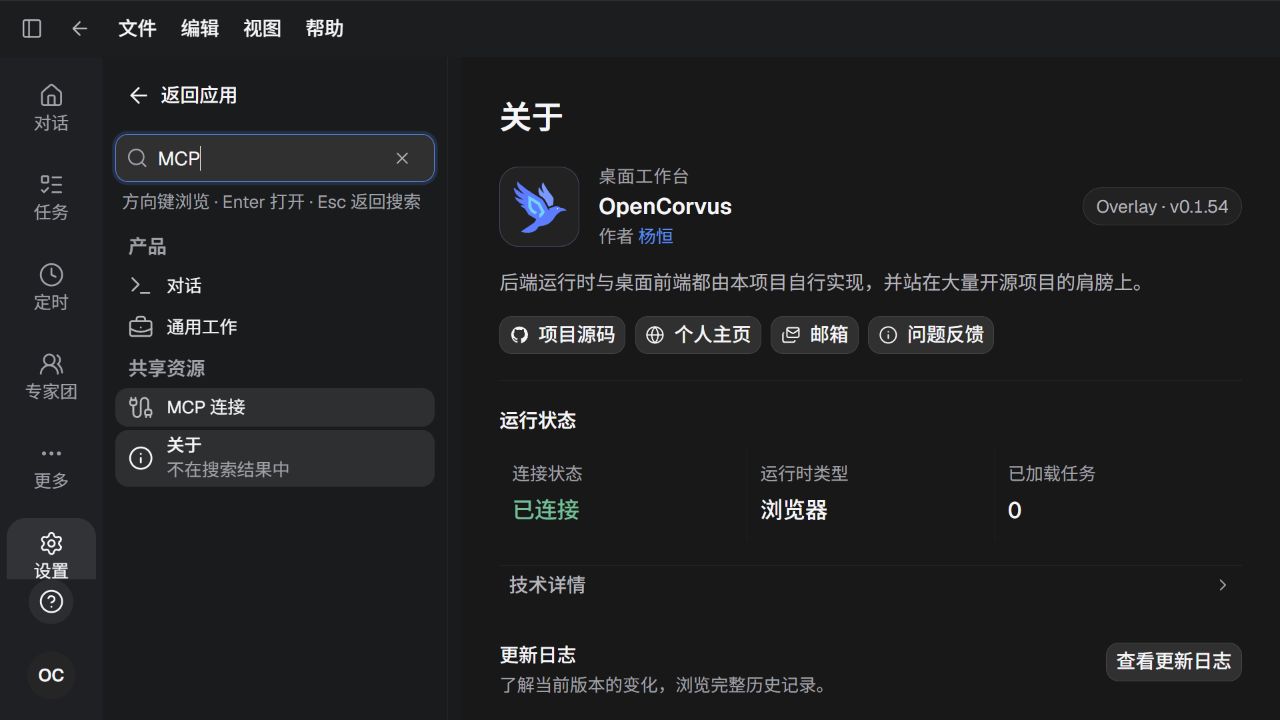 文件 编辑 视图 帮助
对话
任务
定时
专家团
更多
设置
OC
返回应用
MCP
方向键浏览 · Enter 打开 · Esc 返回搜索
产品
对话
通用工作
共享资源
MCP 连接
关于
不在搜索结果中
关于
桌面工作台
OpenCorvus
作者 杨恒
Overlay · v0.1.54
后端运行时与桌面前端都由本项目自行实现，并站在大量开源项目的肩膀上。
项目源码 个人主页 邮箱 问题反馈
运行状态
连接状态 运行时类型 已加载任务
已连接 浏览器 0
技术详情
更新日志
了解当前版本的变化，浏览完整历史记录。
查看更新日志